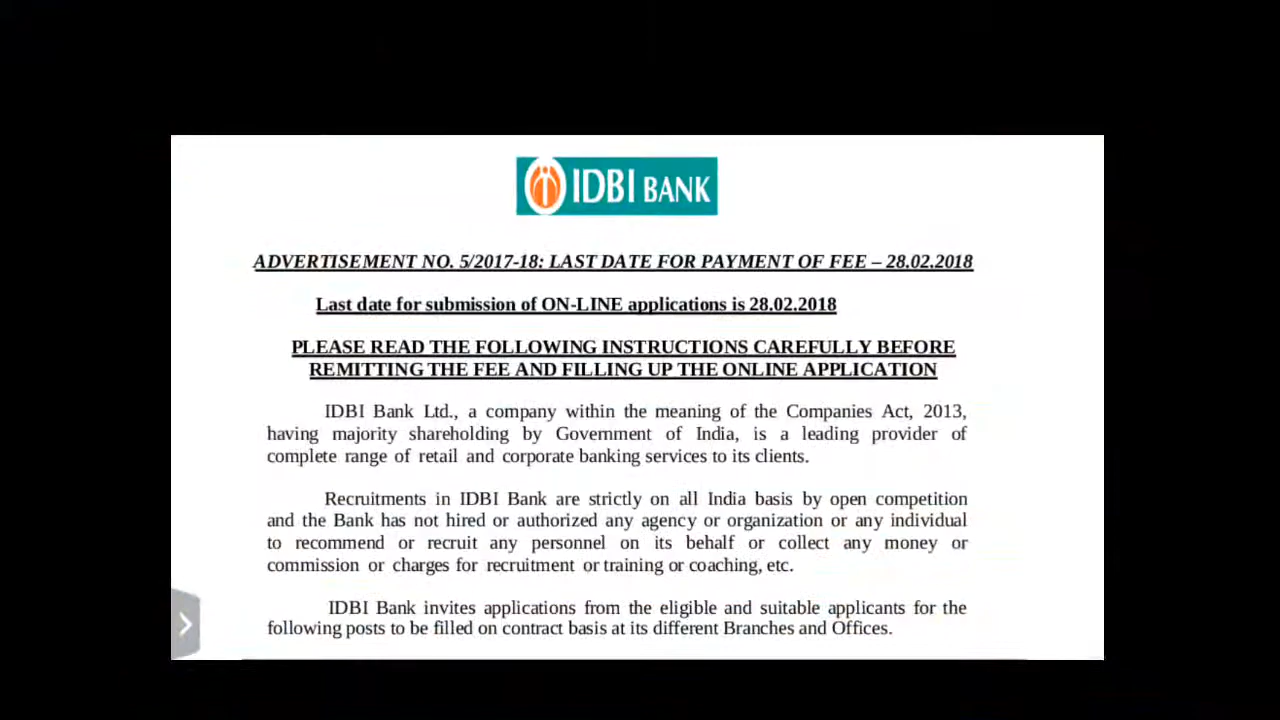 IDBI BANK
ADVERTISEMENT NO. 5/2017-18: LAST DATE FOR PAYMENT OF FEE – 28.02.2018
Last date for submission of ON-LINE applications is 28.02.2018
PLEASE READ THE FOLLOWING INSTRUCTIONS CAREFULLY BEFORE
REMITTING THE FEE AND FILLING UP THE ONLINE APPLICATION
IDBI Bank Ltd., a company within the meaning of the Companies Act, 2013,
having majority shareholding by Government of India, is a leading provider of
complete range of retail and corporate banking services to its clients.
Recruitments in IDBI Bank are strictly on all India basis by open competition
and the Bank has not hired or authorized any agency or organization or any individual
to recommend or recruit any personnel on its behalf or collect any money or
commission or charges for recruitment or training or coaching, etc.
IDBI Bank invites applications from the eligible and suitable applicants for the
following posts to be filled on contract basis at its different Branches and Offices.